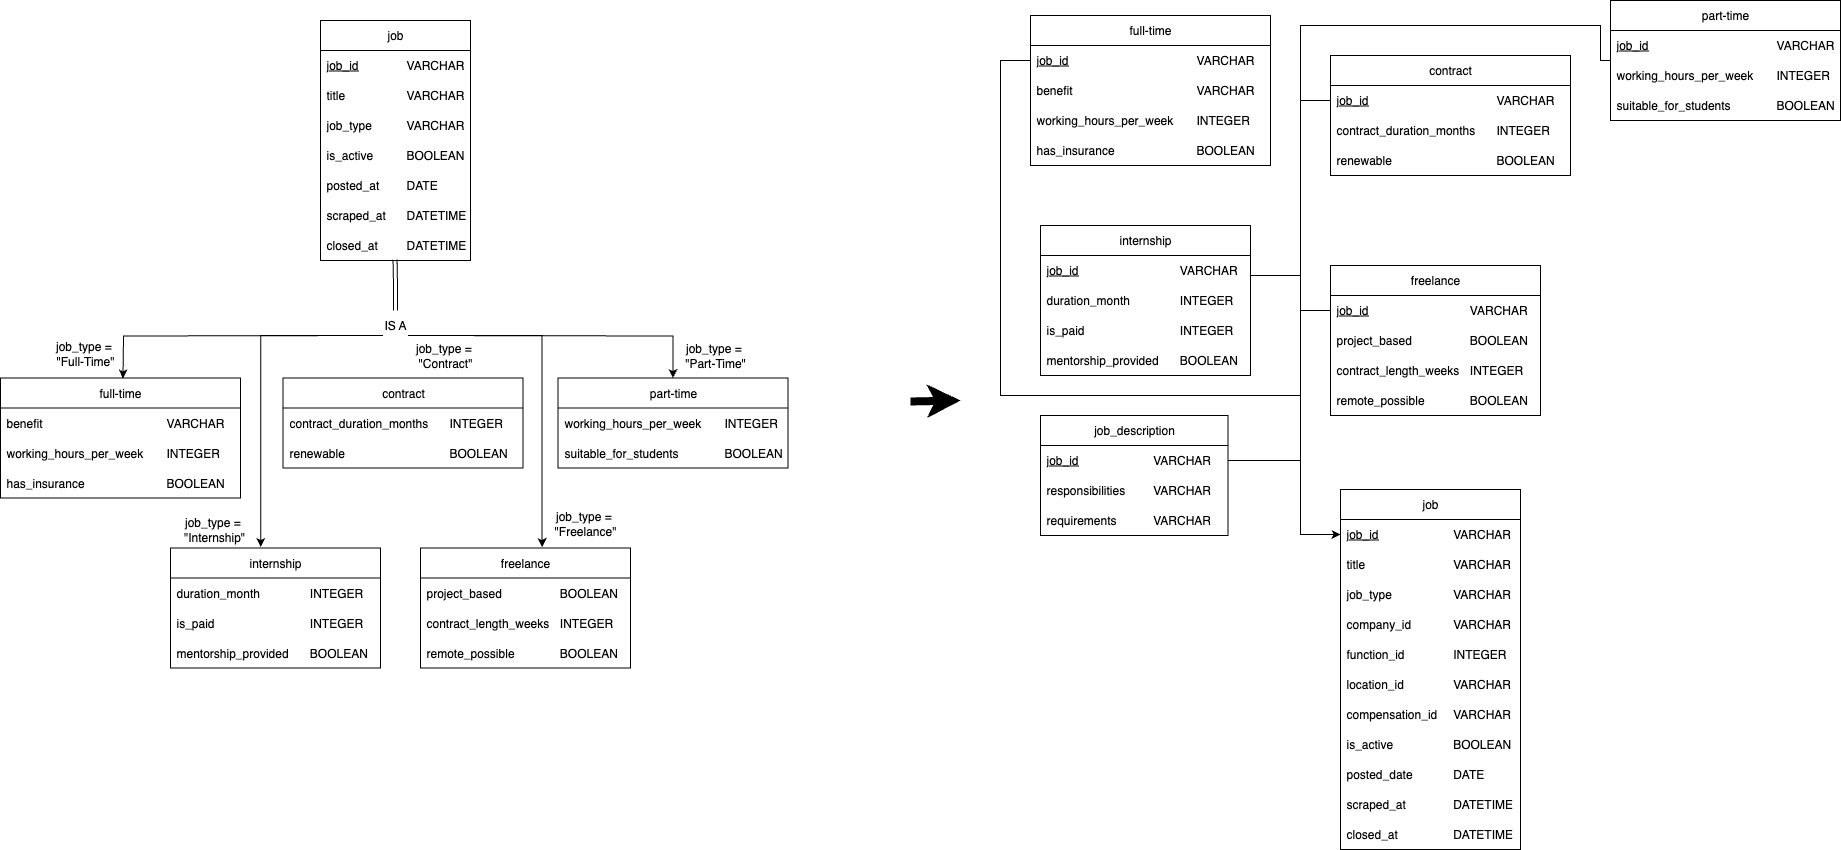 job
job_id VARCHAR
title VARCHAR
job_type VARCHAR
is_active BOOLEAN
posted_at DATE
scraped_at DATETIME
closed_at DATETIME
IS A
job_type =
"Full-Time"
job_type =
"Contract"
job_type =
"Part-Time"
full-time
benefit VARCHAR
working_hours_per_week INTEGER
has_insurance BOOLEAN
contract
contract_duration_months INTEGER
renewable BOOLEAN
part-time
working_hours_per_week INTEGER
suitable_for_students BOOLEAN
job_type =
"Internship"
job_type =
"Freelance"
internship
duration_month INTEGER
is_paid INTEGER
mentorship_provided BOOLEAN
freelance
project_based BOOLEAN
contract_length_weeks INTEGER
remote_possible BOOLEAN
full-time
job_id VARCHAR
benefit VARCHAR
working_hours_per_week INTEGER
has_insurance BOOLEAN
contract
job_id VARCHAR
contract_duration_months INTEGER
renewable BOOLEAN
part-time
job_id VARCHAR
working_hours_per_week INTEGER
suitable_for_students BOOLEAN
internship
job_id VARCHAR
duration_month INTEGER
is_paid INTEGER
mentorship_provided BOOLEAN
freelance
job_id VARCHAR
project_based BOOLEAN
contract_length_weeks INTEGER
remote_possible BOOLEAN
job_description
job_id VARCHAR
responsibilities VARCHAR
requirements VARCHAR
job
job_id VARCHAR
title VARCHAR
job_type VARCHAR
company_id VARCHAR
function_id INTEGER
location_id VARCHAR
compensation_id VARCHAR
is_active BOOLEAN
posted_date DATE
scraped_at DATETIME
closed_at DATETIME